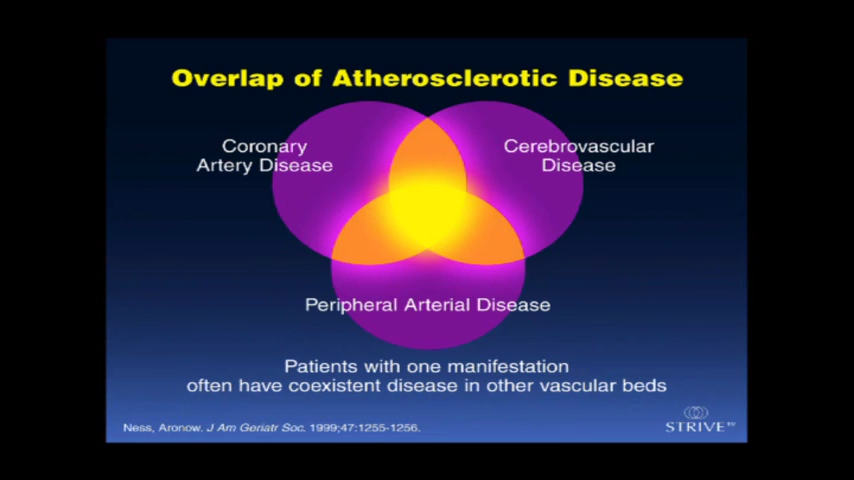 Overlap of Atherosclerotic Disease
Coronary
Artery Disease
Cerebrovascular
Disease
Peripheral Arterial Disease
Patients with one manifestation
often have coexistent disease in other vascular beds
Ness, Aronow. J Am Geriatr Soc. 1999;47:1255-1256.
STRIVE™